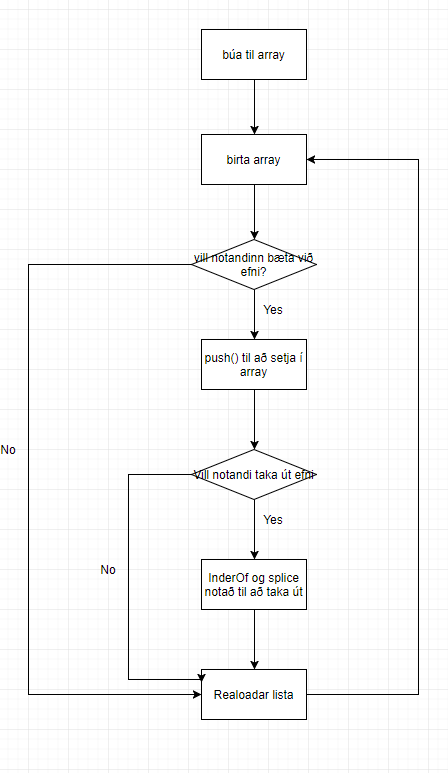 búa til array
birta array
vill notandinn bæta við
efni?
Yes
push() til að setja í
array
No
Vill notandi taka út efni
Yes
No
InderOf og splice
notað til að taka út
Realoadar lista